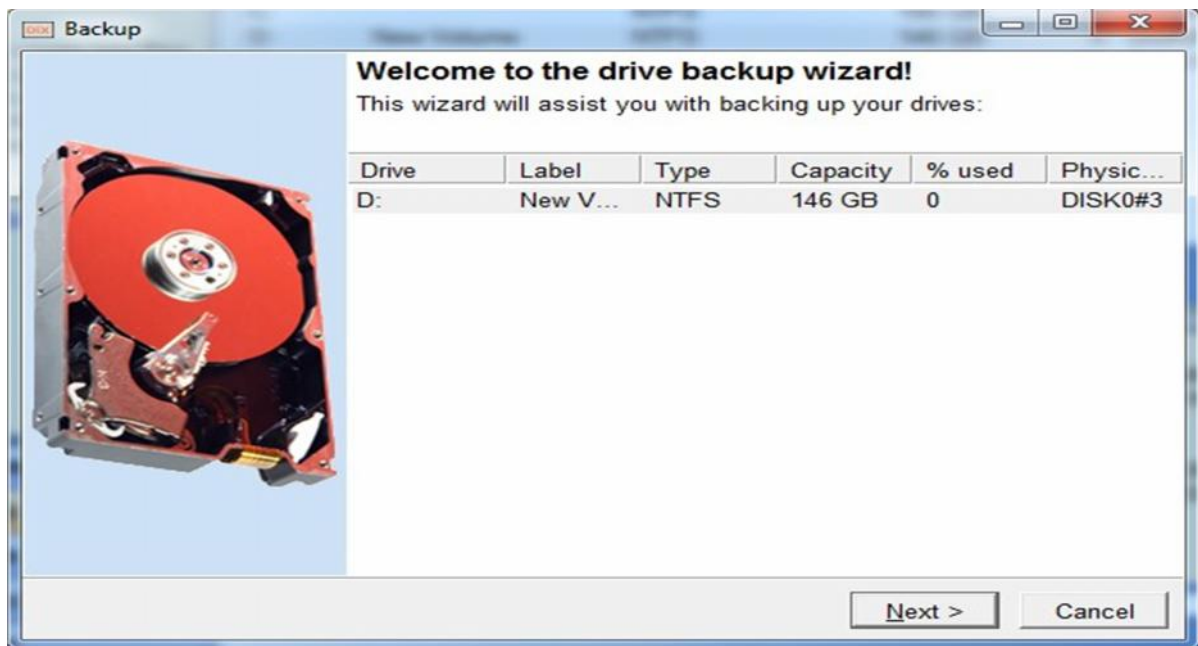 DIX Backup
Welcome to the drive backup wizard!
This wizard will assist you with backing up your drives:
Drive Label Type Capacity % used Physic...
D: New V... NTFS 146 GB 0 DISK0#3
Next > Cancel